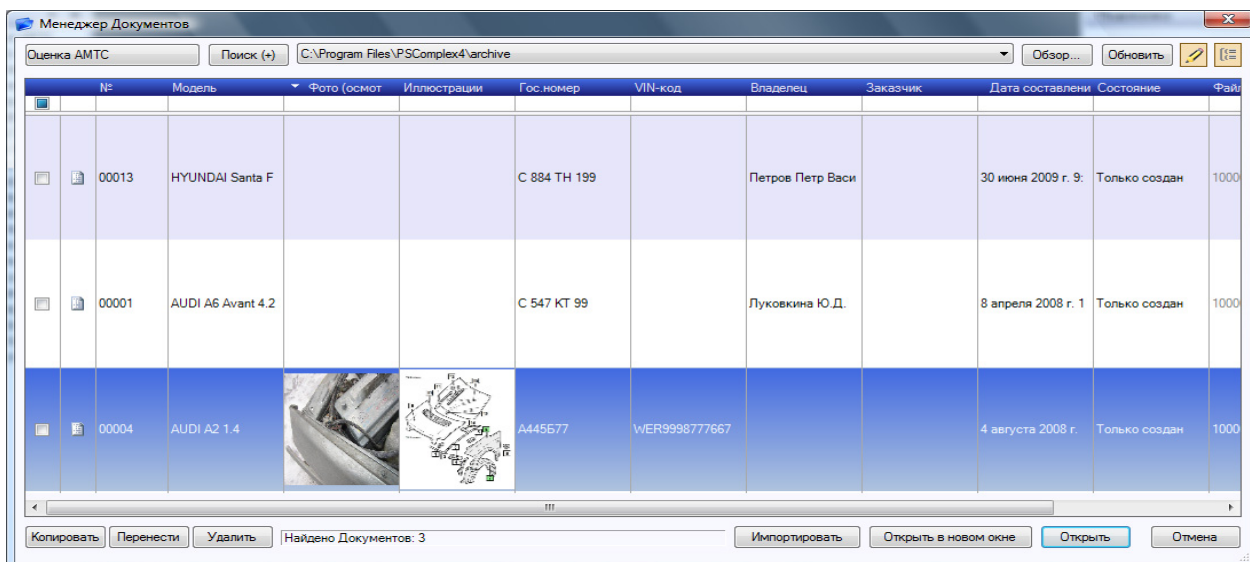 Менеджер Документов
Оценка АМТС Поиск (+) C:\Program Files\PSComplex4\archive Обзор... Обновить
№ Модель Фото (осмот Иллюстрации Гос.номер VIN-код Владелец Заказчик Дата составлени Состояние Файл
00013 HYUNDAI Santa F С 884 ТН 199 Петров Петр Васи 30 июня 2009 г. 9: Только создан 1000
00001 AUDI A6 Avant 4.2 С 547 КТ 99 Луковкина Ю.Д. 8 апреля 2008 г. 1 Только создан 1000
00004 AUDI A2 1.4 А445Б77 WER9998777667 4 августа 2008 г. Только создан 1000
Копировать Перенести Удалить Найдено Документов: 3 Импортировать Открыть в новом окне Открыть Отмена